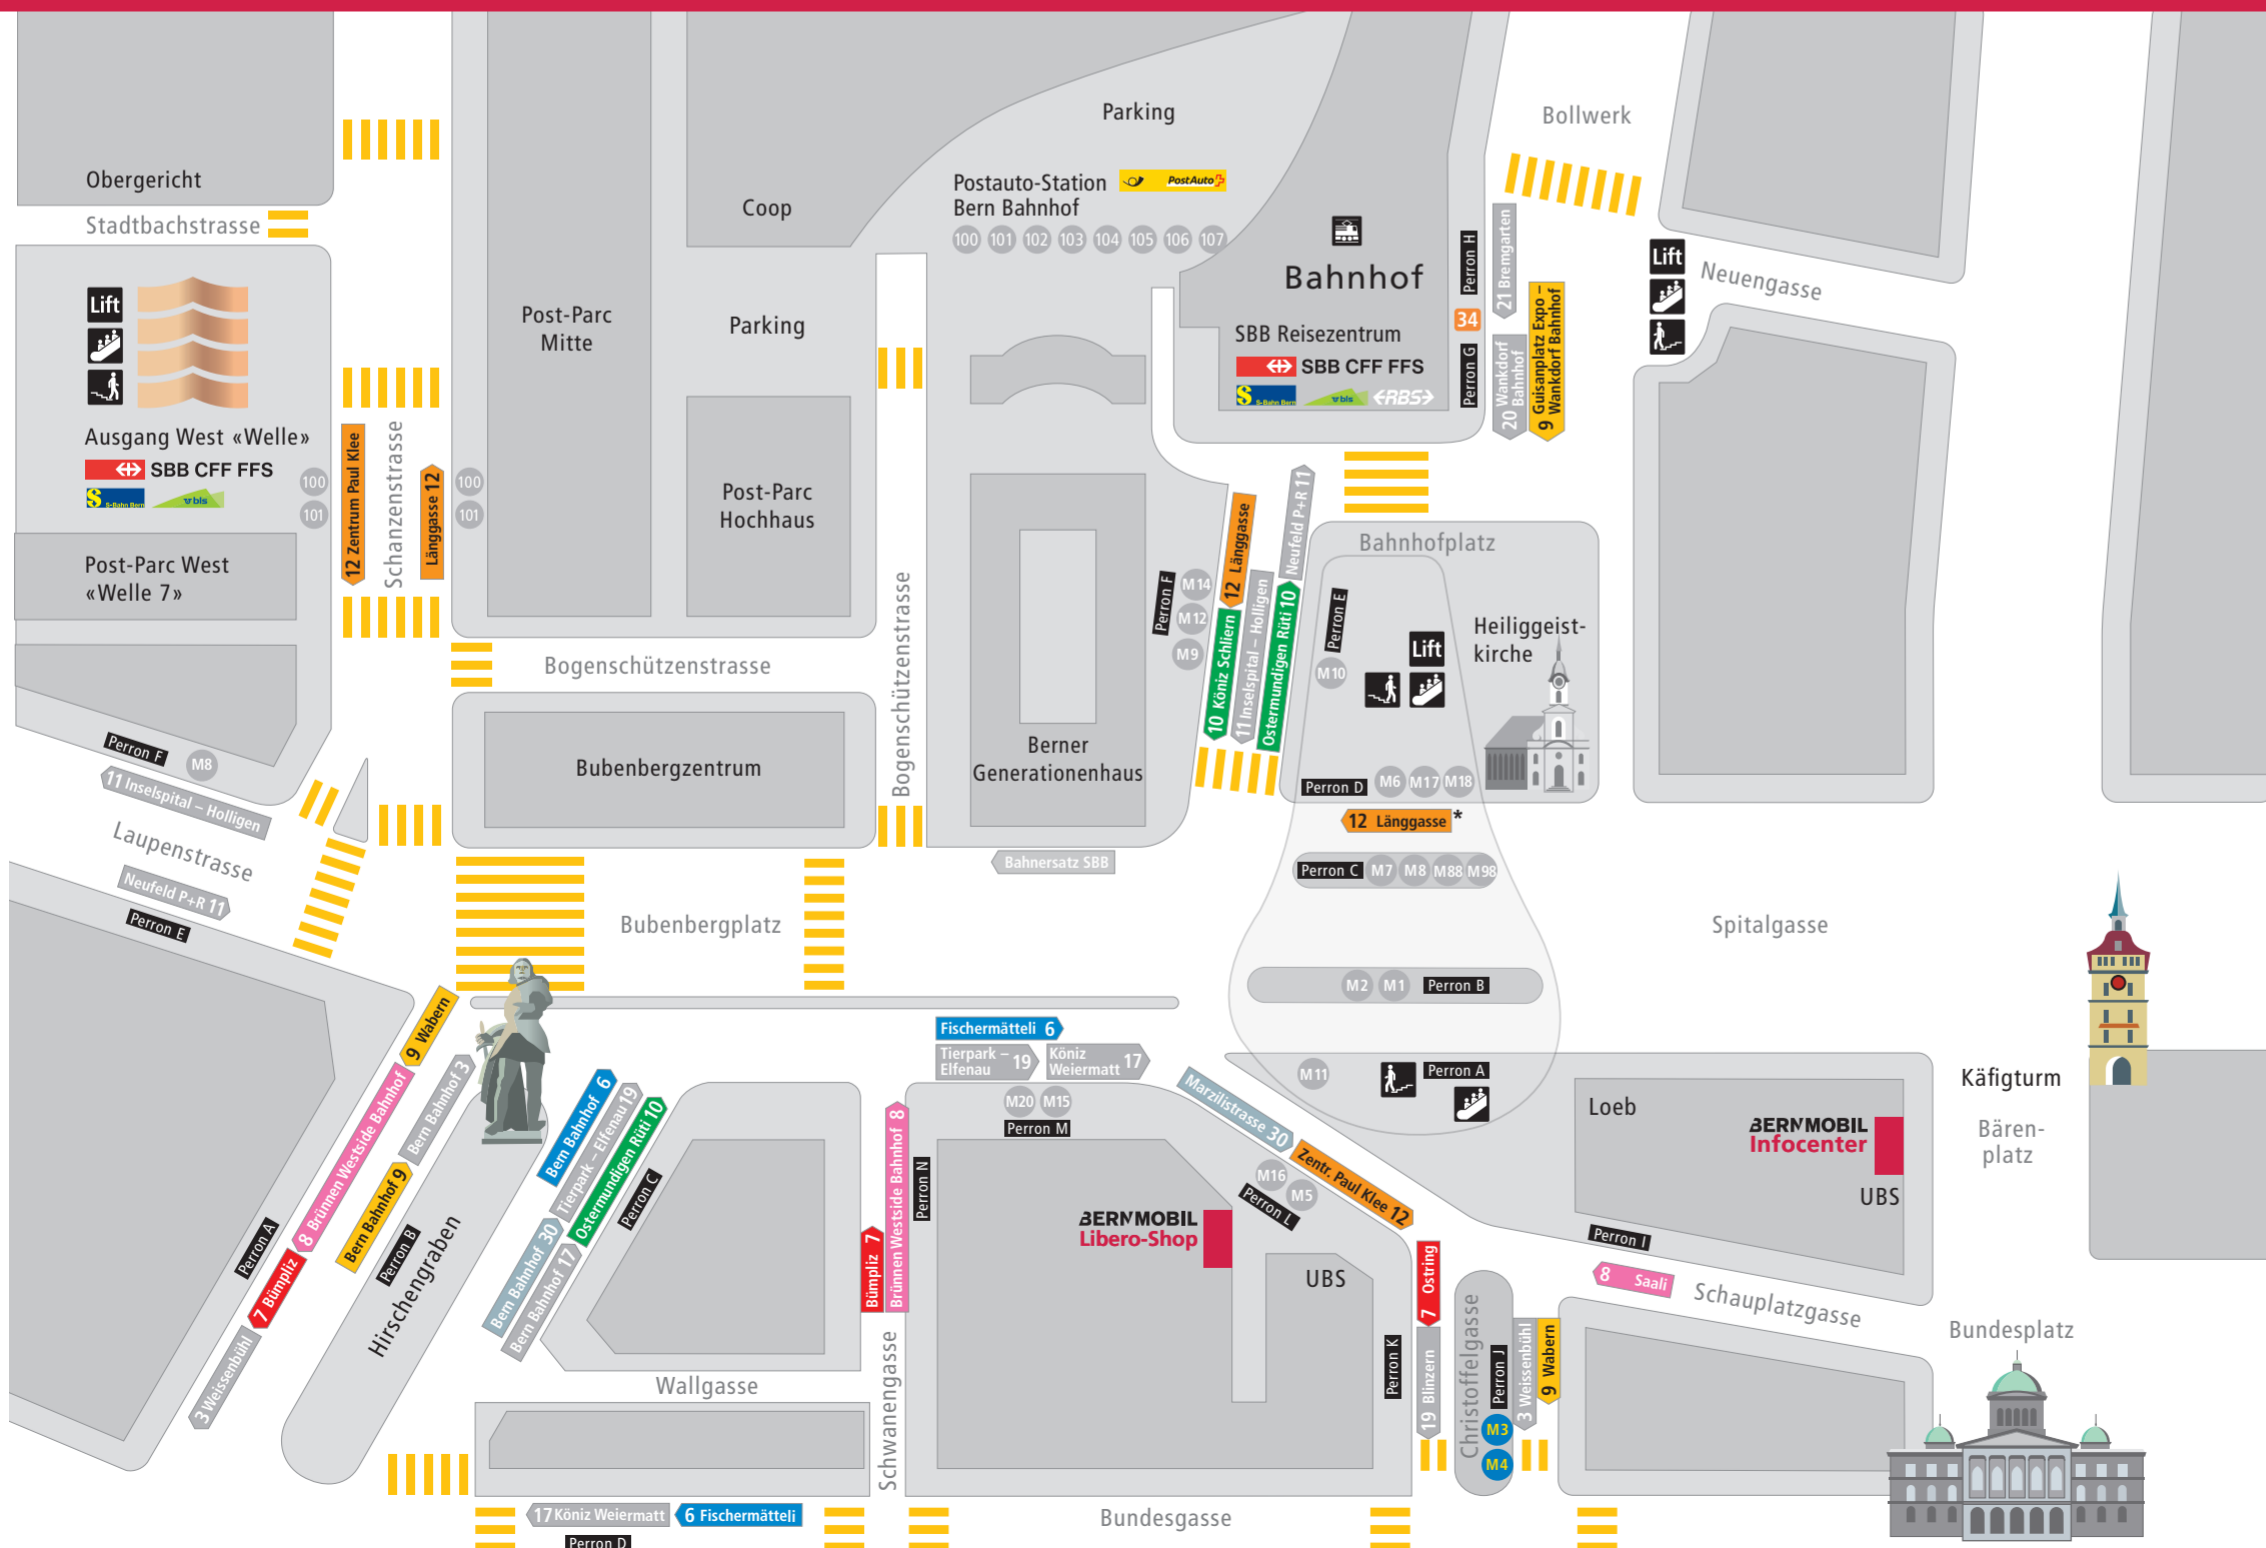 Obergericht
Stadtbachstrasse
Lift
Ausgang West «Welle»
SBB CFF FFS
S-Bahn Bern
bls
100
101
12 Zentrum Paul Klee
Schanzenstrasse
Länggasse 12
100
101
Post-Parc West
«Welle 7»
Post-Parc
Mitte
Coop
Parking
Post-Parc
Hochhaus
Bogenschützenstrasse
Bubenbergzentrum
Bogenschützenstrasse
Parking
Postauto-Station
PostAuto
Bern Bahnhof
100 101 102 103 104 105 106 107
Bahnhof
SBB Reisezentrum
SBB CFF FFS
S-Bahn Bern
bls
RBS
Perron H
34
Perron G
21 Bremgarten
20 Wankdorf
Bahnhof
9 Guisanplatz Expo –
Wankdorf Bahnhof
Bollwerk
Lift
Neuengasse
Berner
Generationenhaus
Bahnersatz SBB
Perron F
M14
M12
M9
12 Länggasse
10 Köniz Schliern
11 Inselspital – Holligen
Neufeld P+R 11
Ostermundigen Rüti 10
Bahnhofplatz
Perron E
M10
Lift
Heiliggeist-
kirche
Perron D M6 M17 M18
12 Länggasse *
Perron C M7 M8 M88 M98
M2 M1 Perron B
M11 Perron A
Spitalgasse
Käfigturm
Bären-
platz
Perron F
M8
11 Inselspital – Holligen
Laupenstrasse
Neufeld P+R 11
Perron E
Bubenbergplatz
9 Wabern
8 Brünnen Westside Bahnhof
7 Bümpliz
3 Weissenbühl
Perron A
Bern Bahnhof 3
Bern Bahnhof 9
Perron B
Hirschengraben
Bern Bahnhof 6
Tierpark – Elfenau 19
Ostermundigen Rüti 10
Bern Bahnhof 30
Bern Bahnhof 17
Perron C
Wallgasse
Fischermätteli 6
Tierpark –
Elfenau 19
Köniz
Weiermatt 17
M20 M15
Perron M
Bümpliz 7
Brünnen Westside Bahnhof 8
Perron N
Schwanengasse
BERNMOBIL
Libero-Shop
UBS
Marzilistrasse 30
Zentr. Paul Klee 12
M16
M5
Perron L
Perron K
7 Ostring
19 Blinzern
Christoffelgasse
Perron J
M3
M4
3 Weissenbühl
9 Wabern
Loeb
BERNMOBIL
Infocenter
UBS
Perron I
8 Saali
Schauplatzgasse
Bundesplatz
17 Köniz Weiermatt
6 Fischermätteli
Perron D
Bundesgasse